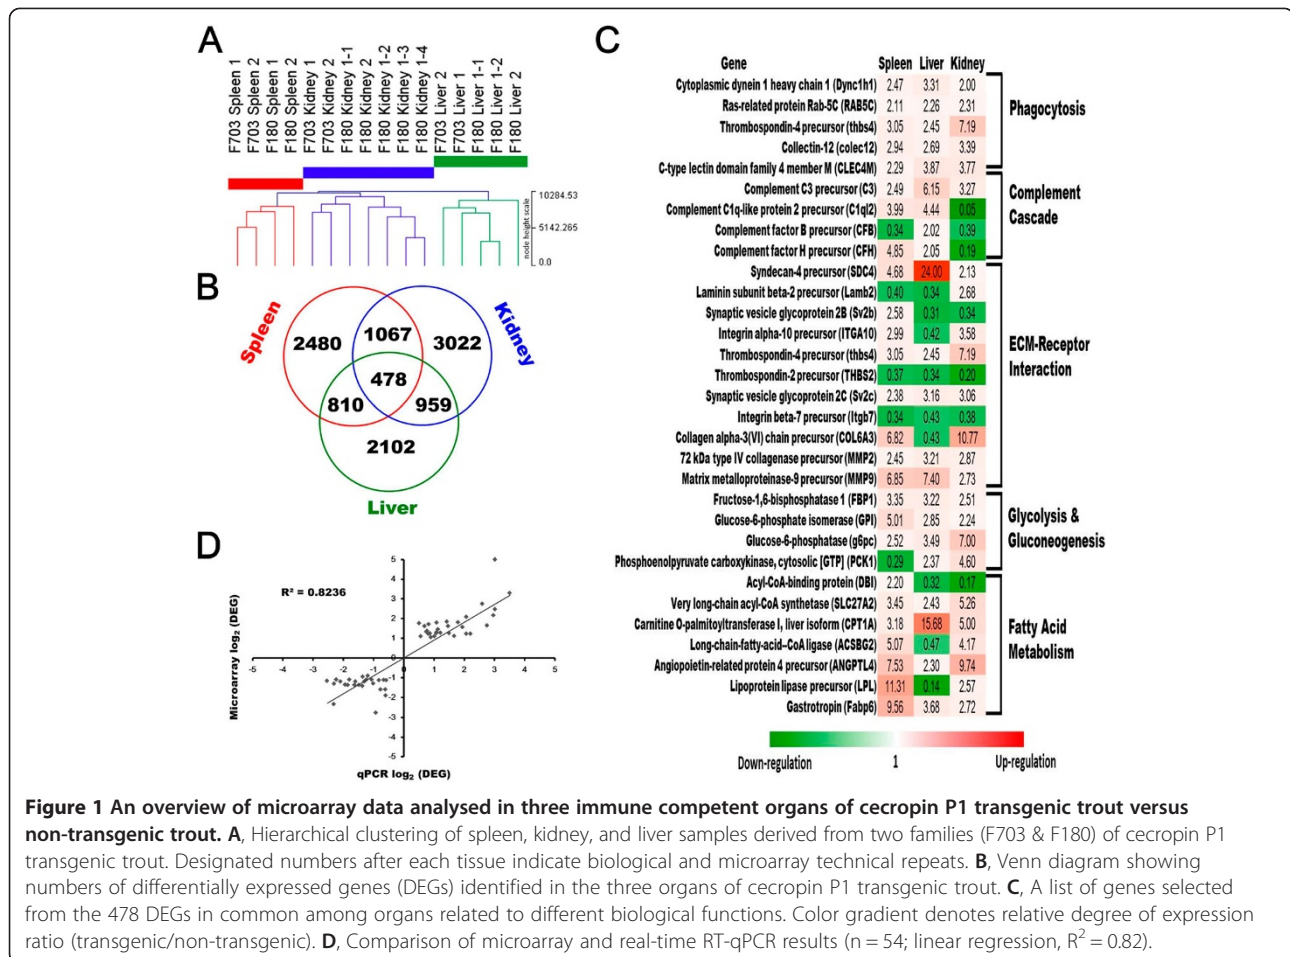 A
F703 Spleen 1
F703 Spleen 2
F180 Spleen 1
F180 Spleen 2
F703 Kidney 1
F703 Kidney 2
F180 Kidney 1-1
F180 Kidney 2
F180 Kidney 1-2
F180 Kidney 1-3
F180 Kidney 1-4
F703 Liver 2
F703 Liver 1
F180 Liver 1-1
F180 Liver 1-2
F180 Liver 2
node height scale
10284.53
5142.265
0.0
B
Spleen
Kidney
Liver
2480
1067
3022
478
810
959
2102
D
R² = 0.8236
Microarray log₂ (DEG)
5
4
3
2
1
0
-1
-2
-3
-4
-5
-5 -4 -3 -2 -1 0 1 2 3 4 5
qPCR log₂ (DEG)
C
Gene Spleen Liver Kidney
Cytoplasmic dynein 1 heavy chain 1 (Dync1h1) 2.47 3.31 2.00
Ras-related protein Rab-5C (RAB5C) 2.11 2.26 2.31
Thrombospondin-4 precursor (thbs4) 3.05 2.45 7.19
Collectin-12 (colec12) 2.94 2.69 3.39
C-type lectin domain family 4 member M (CLEC4M) 2.29 3.87 3.77
Complement C3 precursor (C3) 2.49 6.15 3.27
Complement C1q-like protein 2 precursor (C1ql2) 3.99 4.44 0.05
Complement factor B precursor (CFB) 0.34 2.02 0.39
Complement factor H precursor (CFH) 4.85 2.05 0.19
Syndecan-4 precursor (SDC4) 4.68 24.00 2.13
Laminin subunit beta-2 precursor (Lamb2) 0.40 0.34 2.68
Synaptic vesicle glycoprotein 2B (Sv2b) 2.58 0.31 0.34
Integrin alpha-10 precursor (ITGA10) 2.99 0.42 3.58
Thrombospondin-4 precursor (thbs4) 3.05 2.45 7.19
Thrombospondin-2 precursor (THBS2) 0.37 0.34 0.20
Synaptic vesicle glycoprotein 2C (Sv2c) 2.38 3.16 3.06
Integrin beta-7 precursor (Itgb7) 0.34 0.43 0.38
Collagen alpha-3(VI) chain precursor (COL6A3) 6.82 0.43 10.77
72 kDa type IV collagenase precursor (MMP2) 2.45 3.21 2.87
Matrix metalloproteinase-9 precursor (MMP9) 6.85 7.40 2.73
Fructose-1,6-bisphosphatase 1 (FBP1) 3.35 3.22 2.51
Glucose-6-phosphate isomerase (GPI) 5.01 2.85 2.24
Glucose-6-phosphatase (g6pc) 2.52 3.49 7.00
Phosphoenolpyruvate carboxykinase, cytosolic [GTP] (PCK1) 0.29 2.37 4.60
Acyl-CoA-binding protein (DBI) 2.20 0.32 0.17
Very long-chain acyl-CoA synthetase (SLC27A2) 3.45 2.43 5.26
Carnitine O-palmitoyltransferase I, liver isoform (CPT1A) 3.18 15.68 5.00
Long-chain-fatty-acid--CoA ligase (ACSBG2) 5.07 0.47 4.17
Angiopoietin-related protein 4 precursor (ANGPTL4) 7.53 2.30 9.74
Lipoprotein lipase precursor (LPL) 11.31 0.14 2.57
Gastrotropin (Fabp6) 9.56 3.68 2.72
Phagocytosis
Complement
Cascade
ECM-Receptor
Interaction
Glycolysis &
Gluconeogenesis
Fatty Acid
Metabolism
Down-regulation 1 Up-regulation
Figure 1 An overview of microarray data analysed in three immune competent organs of cecropin P1 transgenic trout versus
non-transgenic trout. A, Hierarchical clustering of spleen, kidney, and liver samples derived from two families (F703 & F180) of cecropin P1
transgenic trout. Designated numbers after each tissue indicate biological and microarray technical repeats. B, Venn diagram showing
numbers of differentially expressed genes (DEGs) identified in the three organs of cecropin P1 transgenic trout. C, A list of genes selected
from the 478 DEGs in common among organs related to different biological functions. Color gradient denotes relative degree of expression
ratio (transgenic/non-transgenic). D, Comparison of microarray and real-time RT-qPCR results (n = 54; linear regression, R² = 0.82).